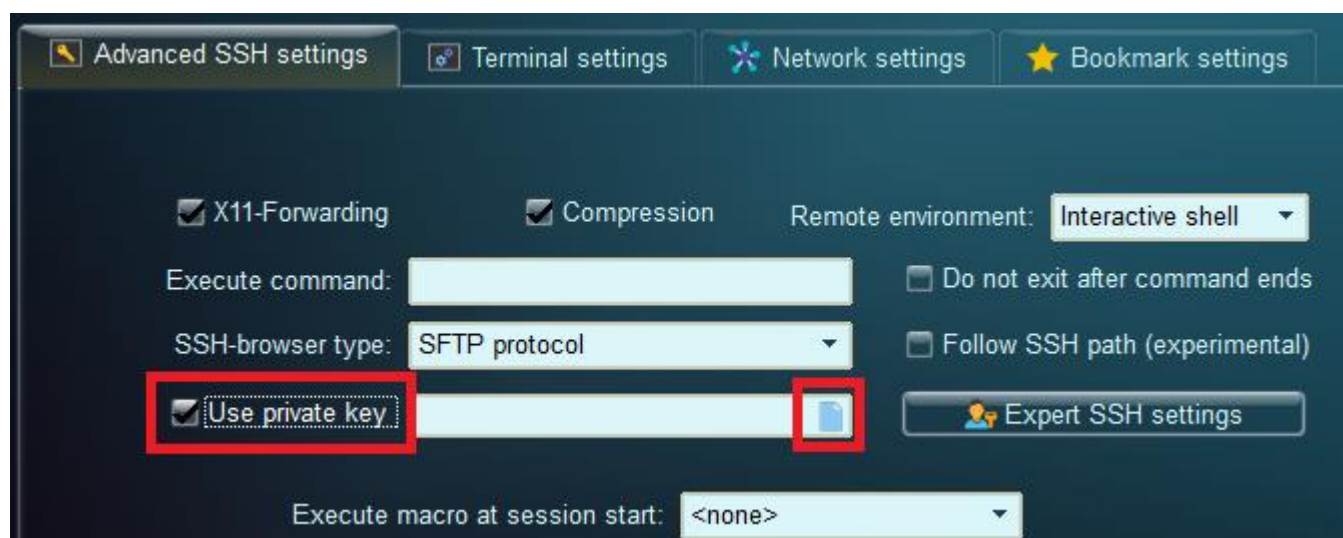 Advanced SSH settings Terminal settings Network settings Bookmark settings
X11-Forwarding Compression Remote environment: Interactive shell
Execute command: Do not exit after command ends
SSH-browser type: SFTP protocol Follow SSH path (experimental)
Use private key Expert SSH settings
Execute macro at session start: <none>